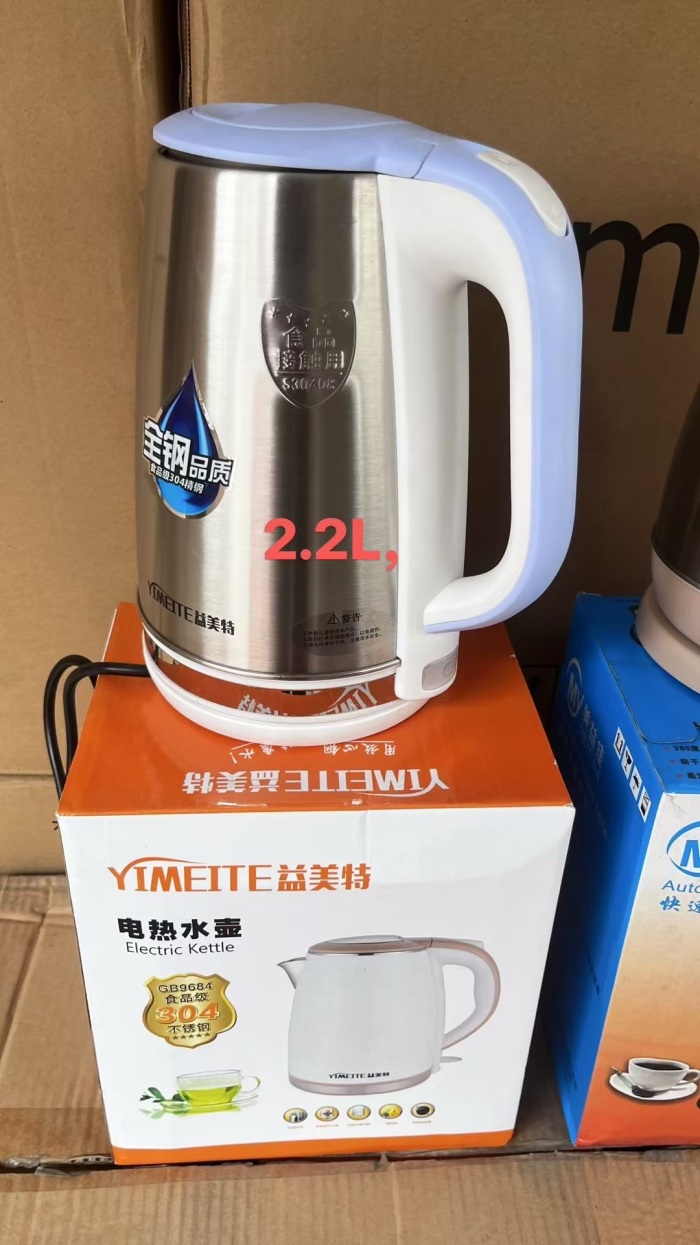 m
食品
接触用
S30408
全钢品质
食品级304精钢
2.2L,
YIMEITE益美特
警告
YIMEITE益美特
YIMEITE益美特
电热水壶
Electric Kettle
GB9684
食品级
304
不锈钢
YIMEITE益美特
Auto
快速